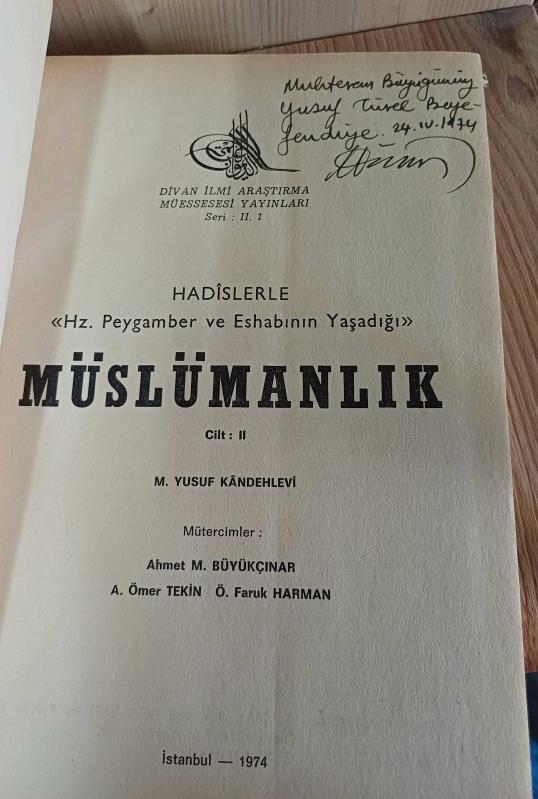 Muhterem Büyüğümüz
Yusuf Türel Beye-
fendiye. 24.IV.1974
DİVAN İLMİ ARAŞTIRMA
MÜESSESESİ YAYINLARI
Seri : II. 1
HADÎSLERLE
«Hz. Peygamber ve Eshabının Yaşadığı»
MÜSLÜMANLIK
Cilt : II
M. YUSUF KÂNDEHLEVÎ
Mütercimler :
Ahmet M. BÜYÜKÇINAR
A. Ömer TEKİN Ö. Faruk HARMAN
İstanbul — 1974